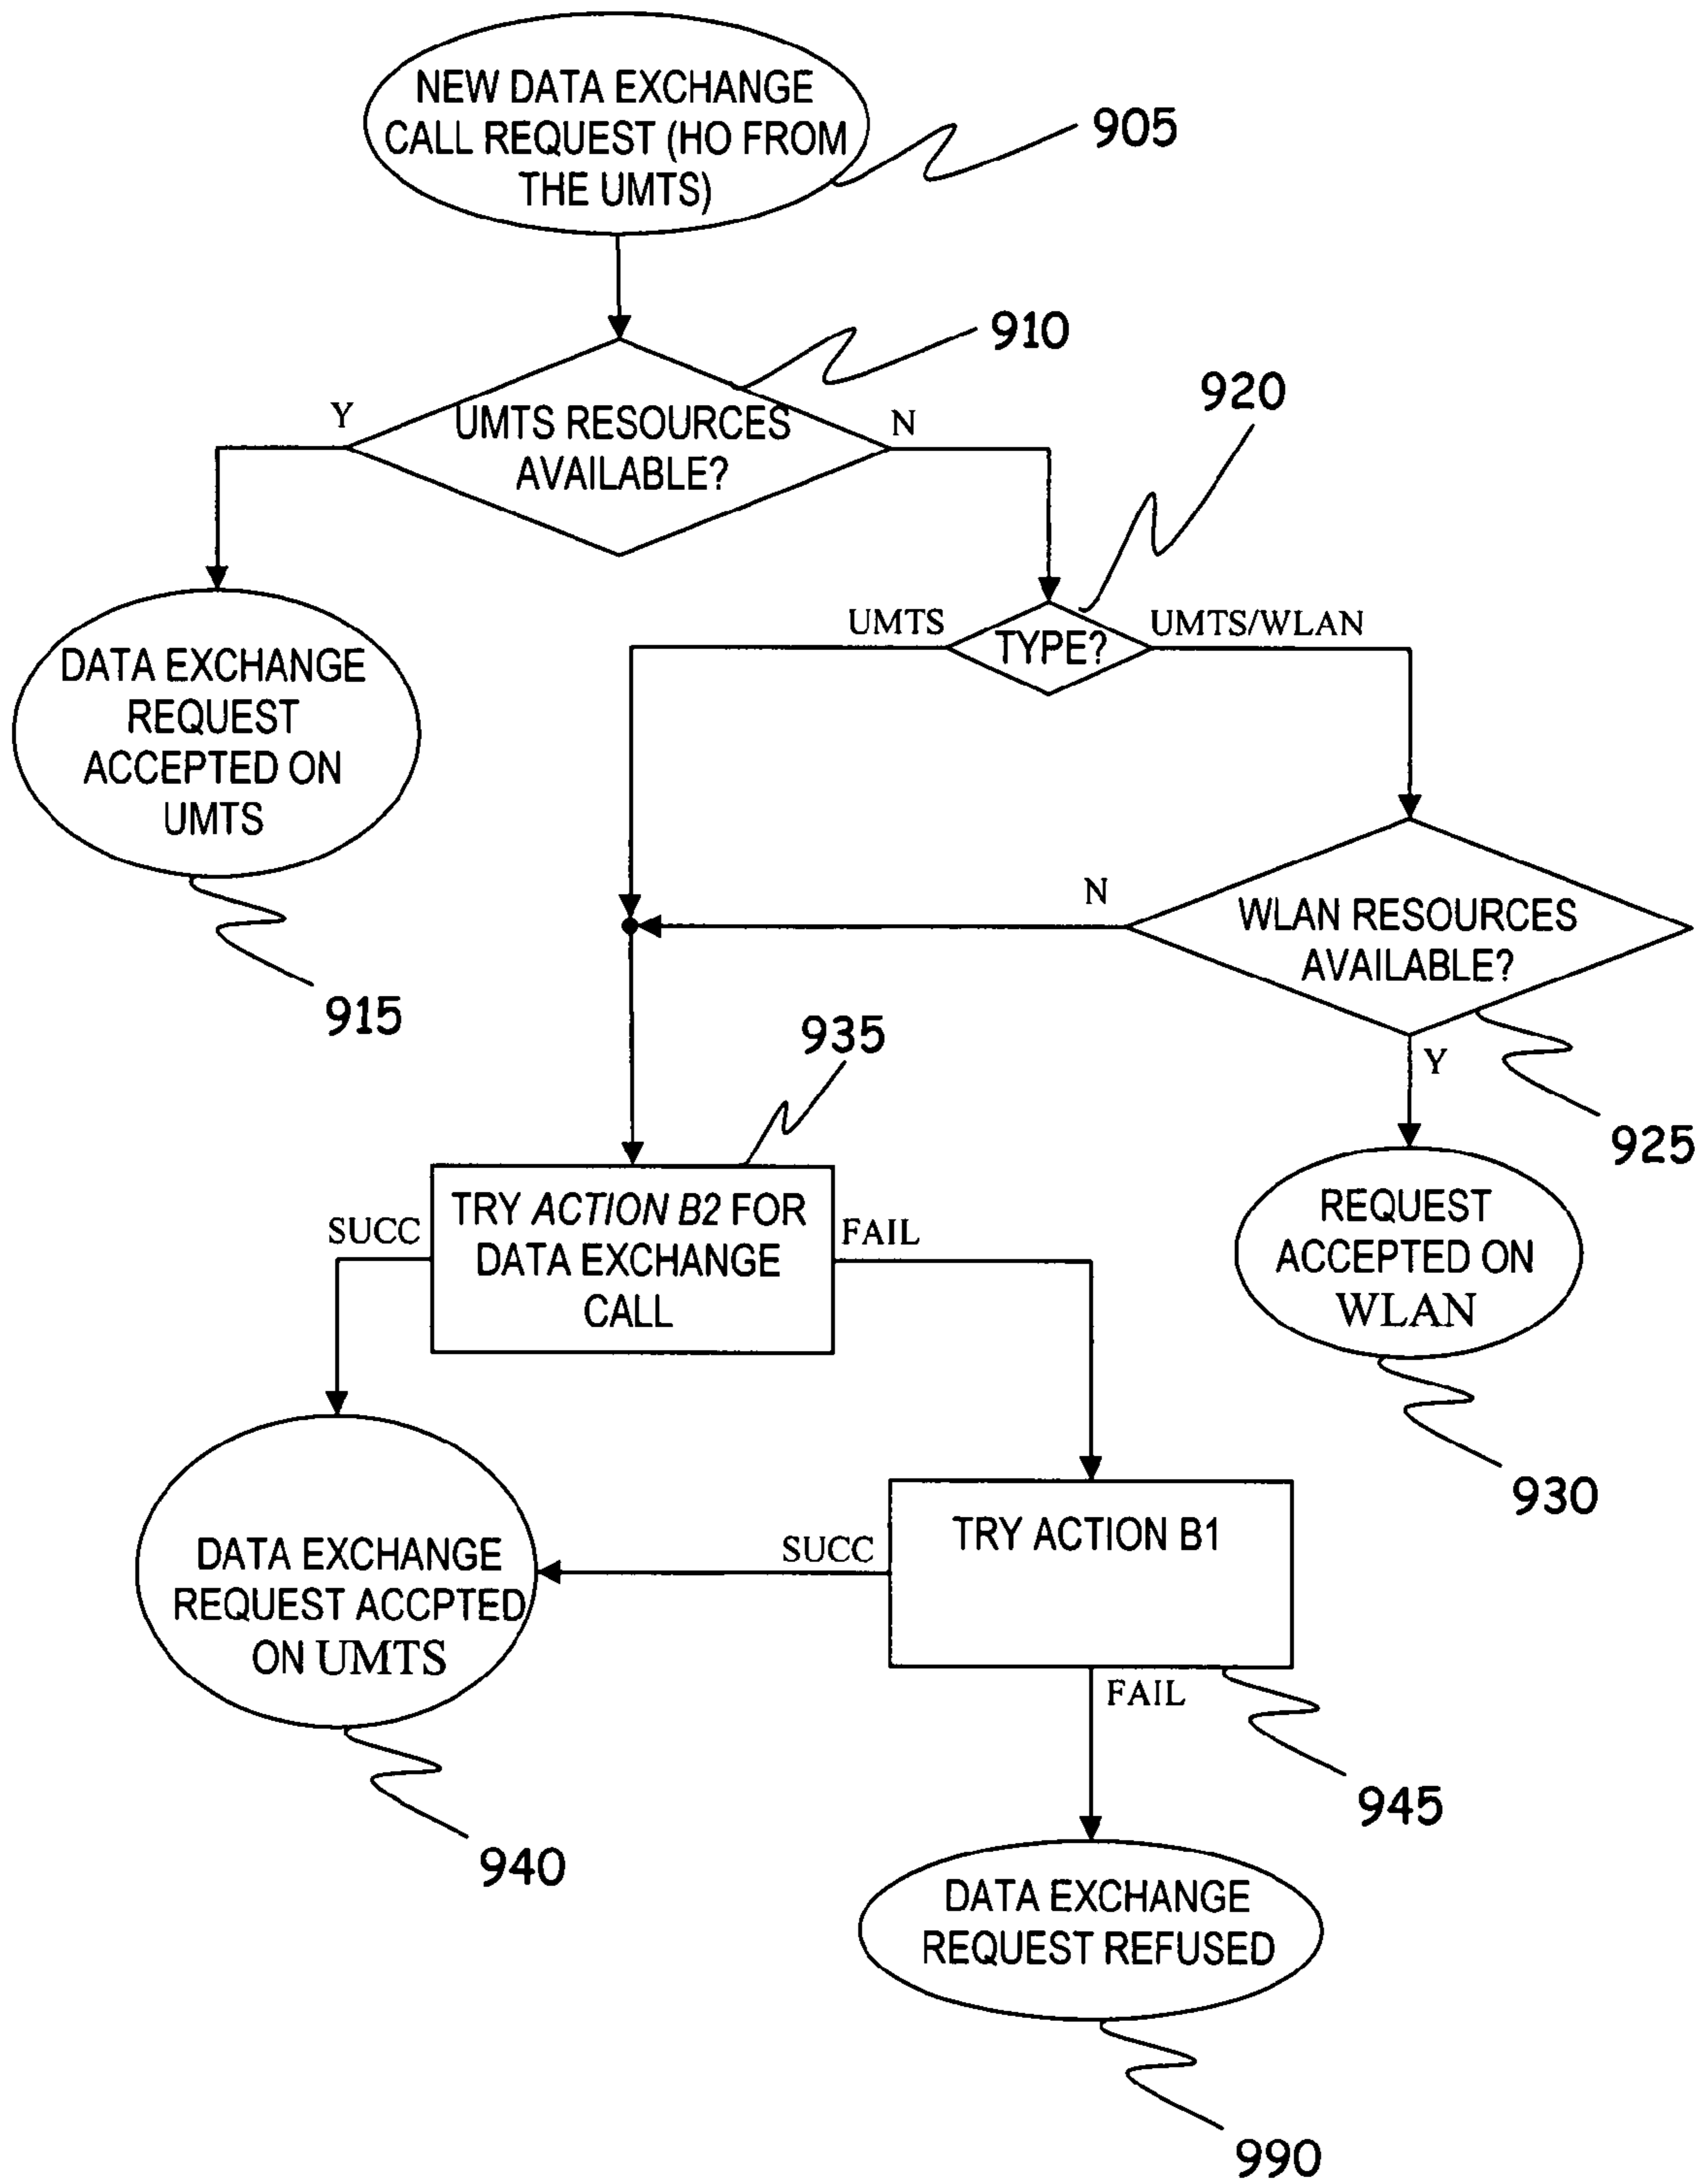 NEW DATA EXCHANGE
CALL REQUEST (HO FROM
THE UMTS)
905
910
920
Y
UMTS RESOURCES
AVAILABLE?
N
UMTS
TYPE?
UMTS/WLAN
DATA EXCHANGE
REQUEST
ACCEPTED ON
UMTS
915
N
WLAN RESOURCES
AVAILABLE?
925
Y
935
SUCC
TRY ACTION B2 FOR
DATA EXCHANGE
CALL
FAIL
REQUEST
ACCEPTED ON
WLAN
930
DATA EXCHANGE
REQUEST ACCPTED
ON UMTS
940
SUCC
TRY ACTION B1
FAIL
945
DATA EXCHANGE
REQUEST REFUSED
990